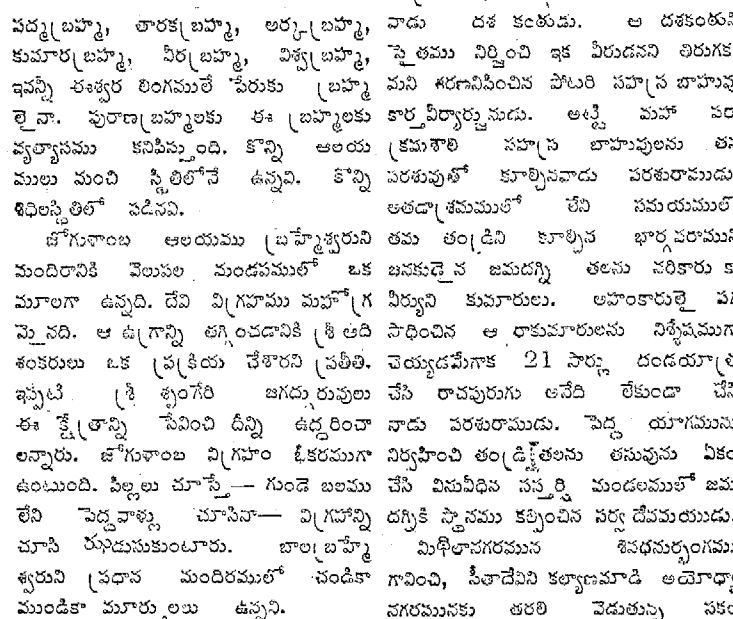 పద్మబ్రహ్మ, తారకబ్రహ్మ, అర్కబ్రహ్మ,
కుమారబ్రహ్మ, వీరబ్రహ్మ, విశ్వబ్రహ్మ,
ఇవన్నీ ఈశ్వర లింగములే పేరుకు బ్రహ్మ
లైనా. పురాణబ్రహ్మలకు ఈ బ్రహ్మలకు
వ్యత్యాసము కనిపిస్తుంది. కొన్ని ఆలయ
ములు మంచి స్థితిలోనే ఉన్నవి. కొన్ని
శిధిలస్థితిలో పడినవి.
జోగుళాంబ ఆలయము బ్రహ్మేశ్వరుని
మందిరానికి వెలుపల మండపములో ఒక
మూలగా ఉన్నది. దేవి విగ్రహము మహోగ్ర
మైనది. ఆ ఉగ్రాన్ని తగ్గించడానికి శ్రీ ఆది
శంకరులు ఒక ప్రక్రియ చేశారని ప్రతీతి.
ఇప్పటి శ్రీ శృంగేరి జగద్గురువులు
ఈ క్షేత్రాన్ని సేవించి దీన్ని ఉద్ధరించా
లన్నారు. జోగుళాంబ విగ్రహం భీకరముగా
ఉంటుంది. పిల్లలు చూస్తే— గుండె బలము
లేని పెద్దవాళ్లు చూసినా— విగ్రహాన్ని
చూసి ఝడుసుకుంటారు. బాలబ్రహ్మే
శ్వరుని ప్రధాన మందిరములో చండికా
ముండికా మూర్తులు ఉన్నవి.
వాడు దశ కంఠుడు. ఆ దశకంఠుని
సైతము నిర్జించి ఇక వీరుడనని తిరుగక
మని శరణానిసించిన పోటరి సహస్ర బాహువు
కార్తవీర్యార్జునుడు. అట్టి మహా పరా
క్రమశాలి సహస్ర బాహువులను తన
పరశువుతో కూల్చినవాడు పరశురాముడు
అతడాశ్రమములో లేని సమయములో
తమ తండ్రిని కూల్చిన భార్గవరాముని
జనకుడైన జమదగ్ని తలను నరికారు కా
వీర్యుని కుమారులు. అహంకారులై పగ
సాధించిన ఆ రాకుమారులను నిశ్శేషముగా
చెయ్యడమేగాక 21 సార్లు దండయాత్ర
చేసి రాచపురుగు అనేది లేకుండా చేసి
నాడు పరశురాముడు. పెద్ద యాగమును
నిర్వహించి తండ్రి తలను తనువును ఏకం
చేసి వినువీధిన సప్తర్షి మండలములో జమ
దగ్నికి స్థానము కల్పించిన సర్వ దేవమయుడు.
మిథిలానగరమున శివధనుర్భంగము
గావించి, సీతాదేవిని కల్యాణమాడి అయోధ్యా
నగరమునకు తరలి వెడుతున్న సకల